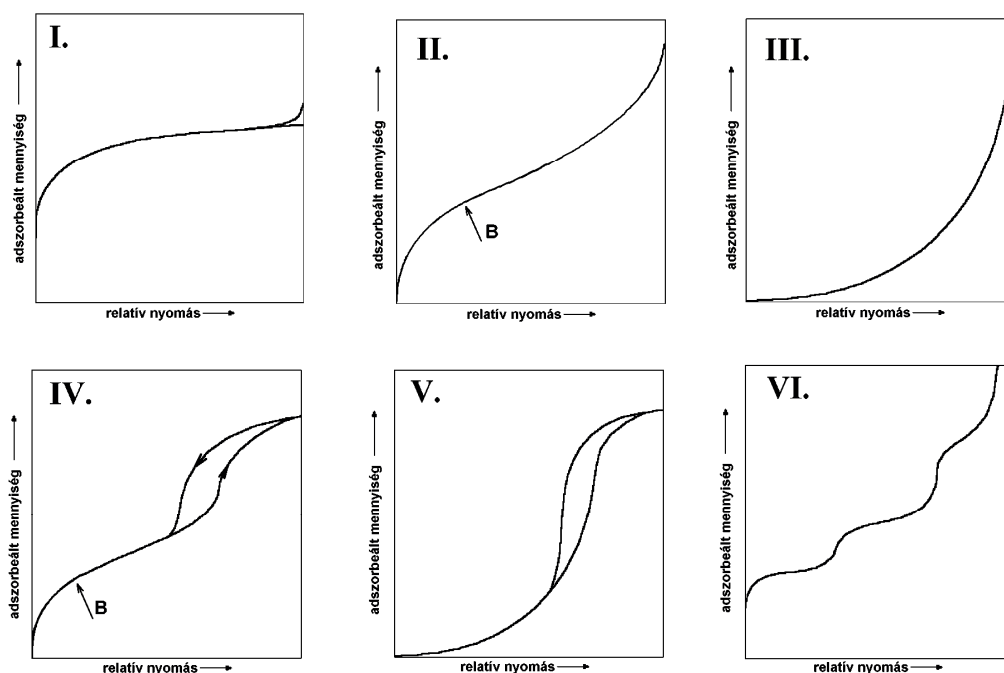 I.
adszorbeált mennyiség
relatív nyomás
II.
adszorbeált mennyiség
B
relatív nyomás
III.
adszorbeált mennyiség
relatív nyomás
IV.
adszorbeált mennyiség
B
relatív nyomás
V.
adszorbeált mennyiség
relatív nyomás
VI.
adszorbeált mennyiség
relatív nyomás